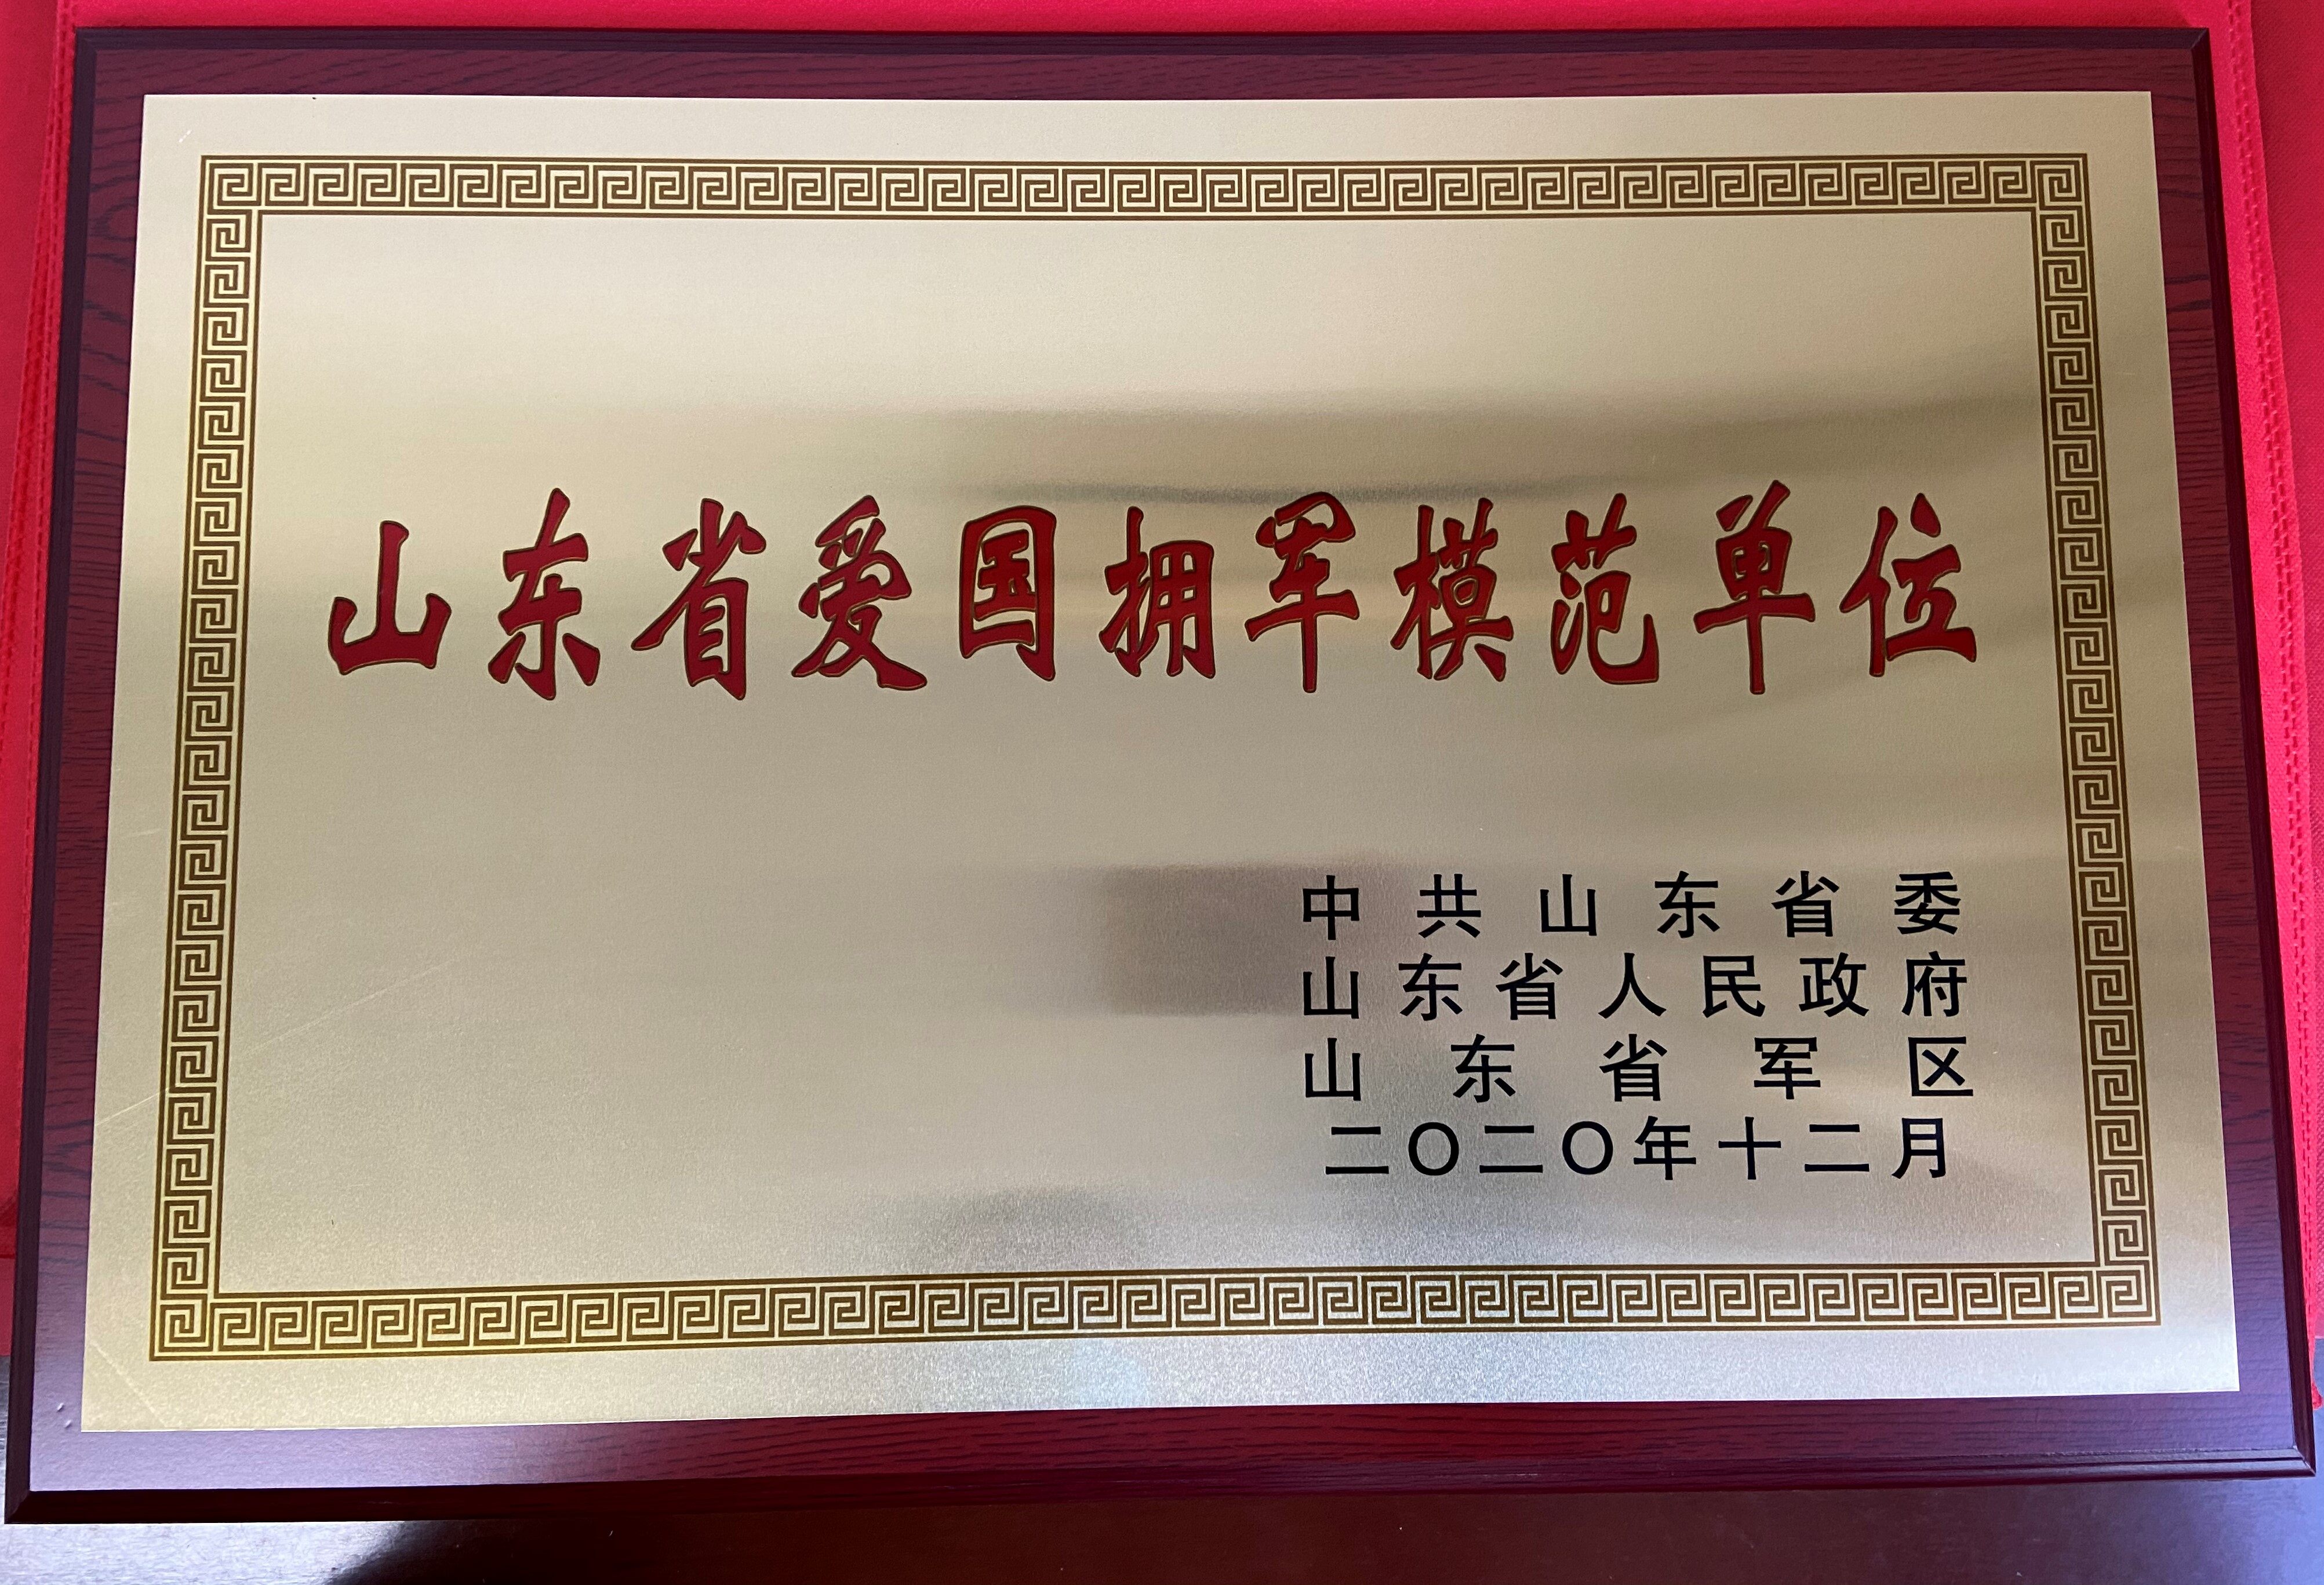 山东省爱国拥军模范单位
中共山东省委
山东省人民政府
山东省军区
二〇二〇年十二月